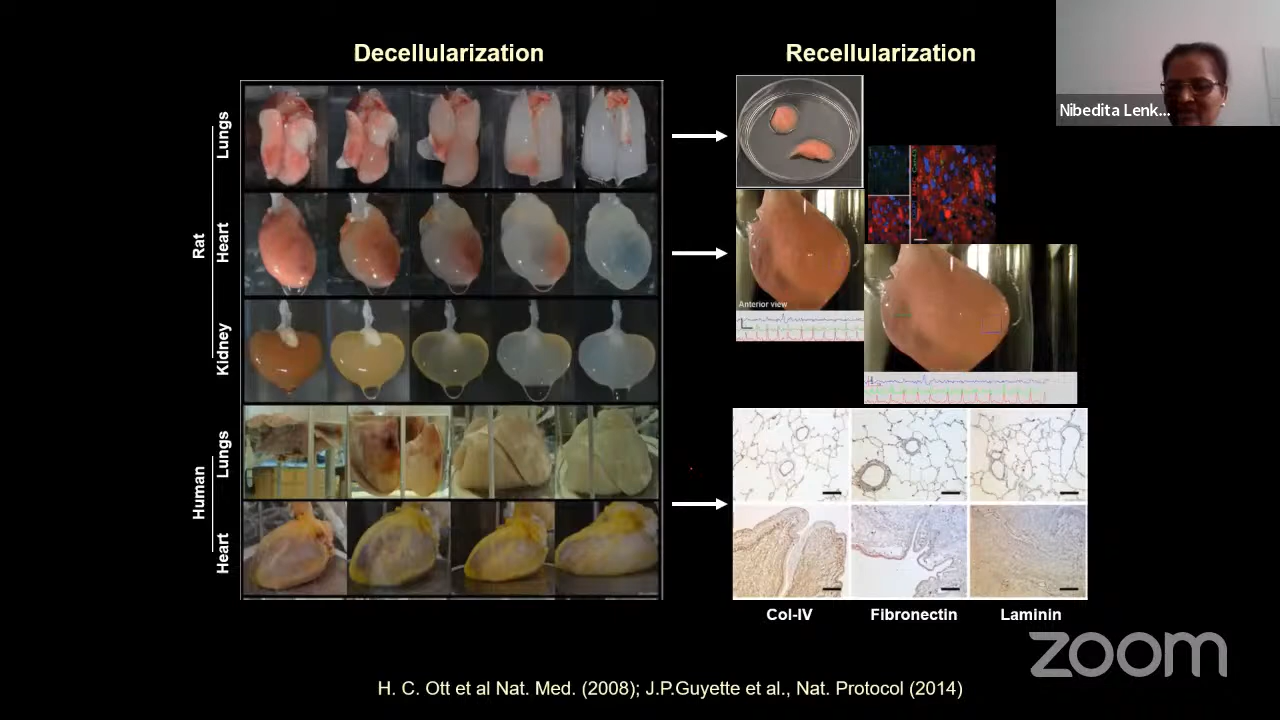 Decellularization
Recellularization
Nibedita Lenk...
Rat
Lungs
Heart
Kidney
Human
Lungs
Heart
Anterior view
Col-IV
Fibronectin
Laminin
zoom
H. C. Ott et al Nat. Med. (2008); J.P.Guyette et al., Nat. Protocol (2014)